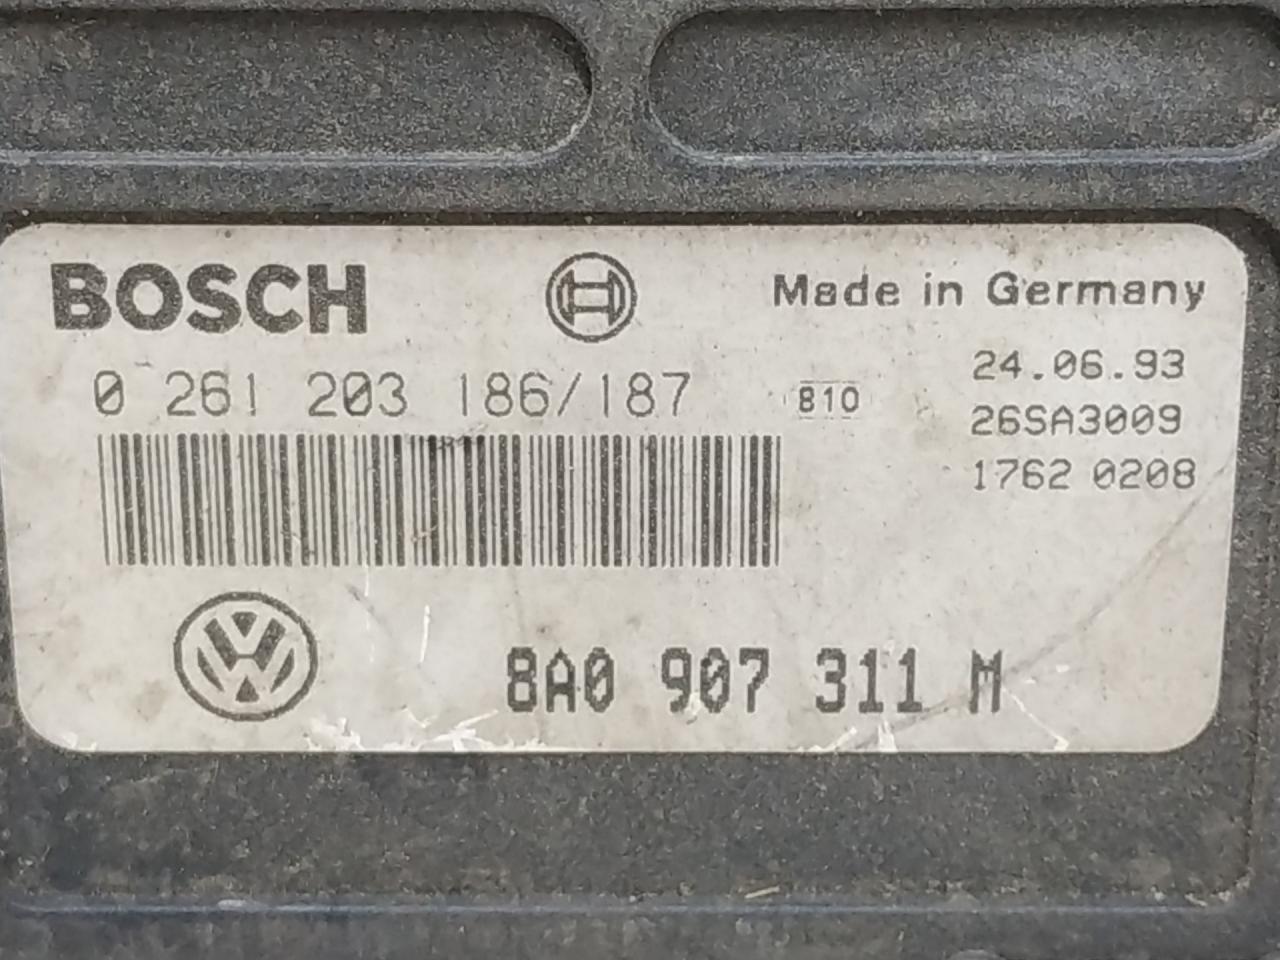 BOSCH
Made in Germany
0 261 203 186/187
810
24.06.93
26SA3009
1762 0208
8A0 907 311 M